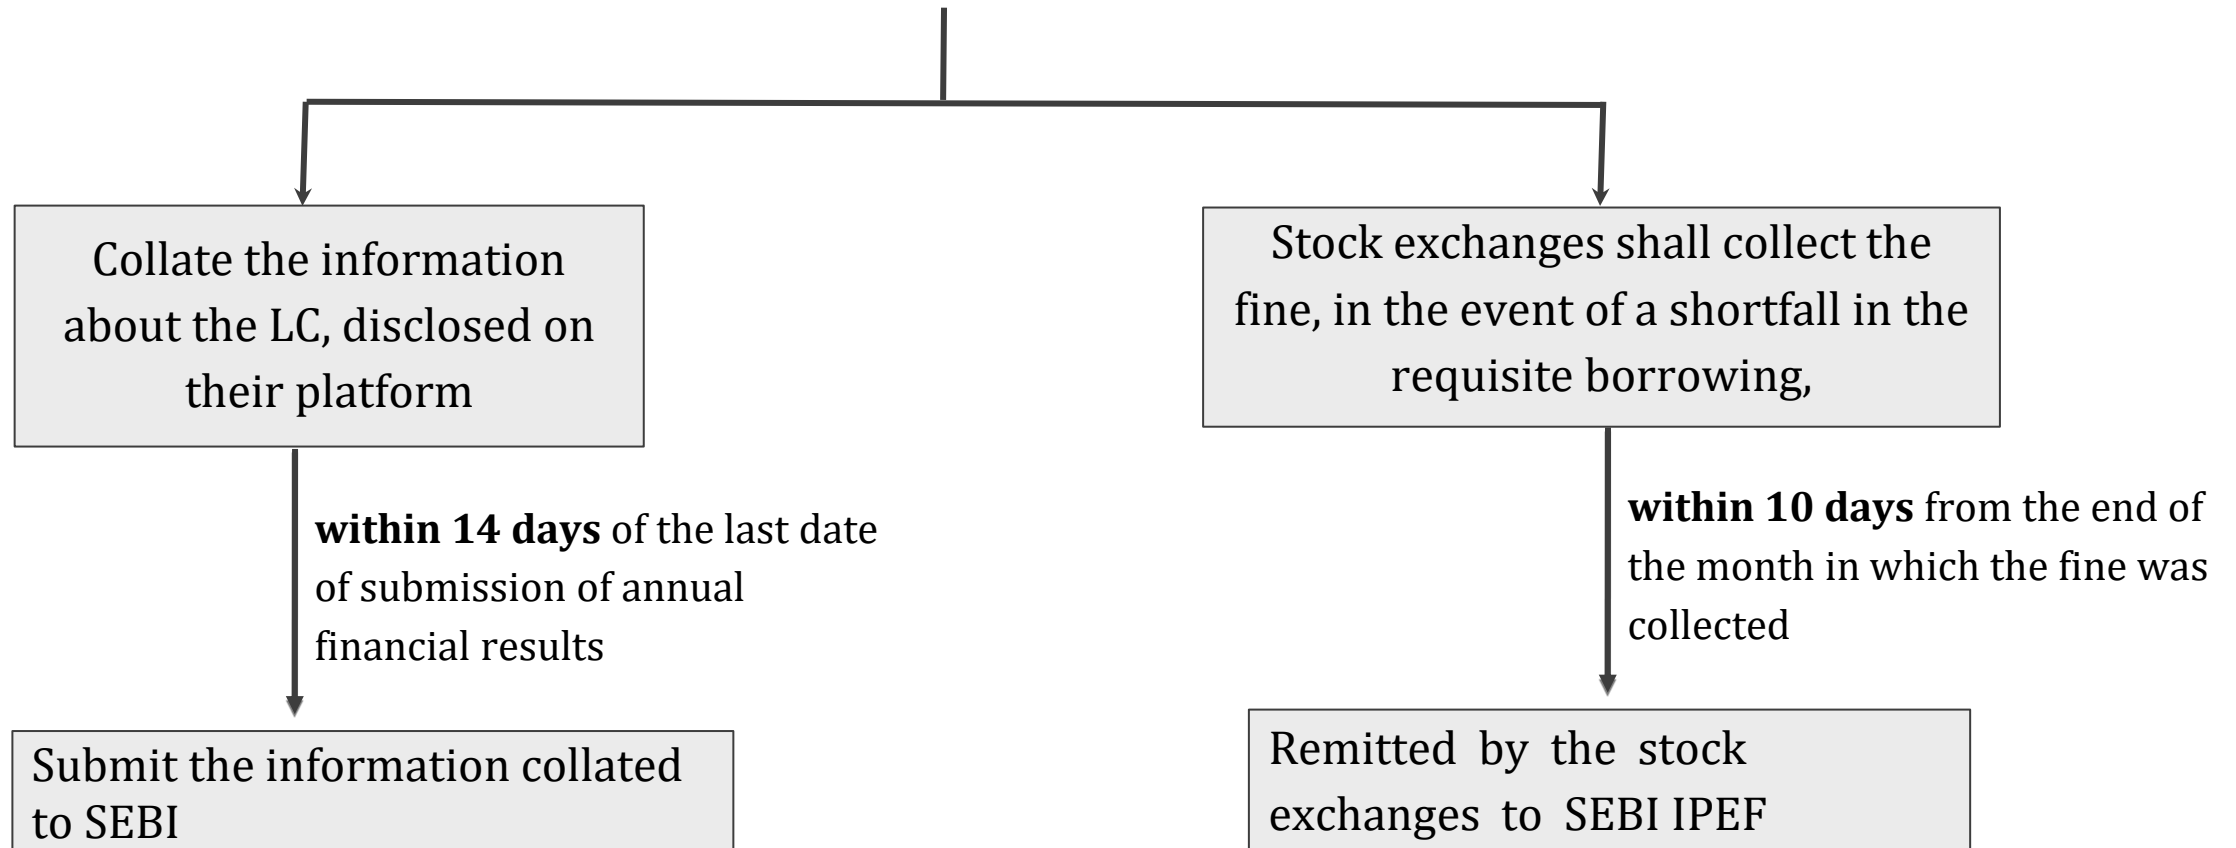 Collate the information
about the LC, disclosed on
their platform
within 14 days of the last date
of submission of annual
financial results
Submit the information collated
to SEBI
Stock exchanges shall collect the
fine, in the event of a shortfall in the
requisite borrowing,
within 10 days from the end of
the month in which the fine was
collected
Remitted by the stock
exchanges to SEBI IPEF